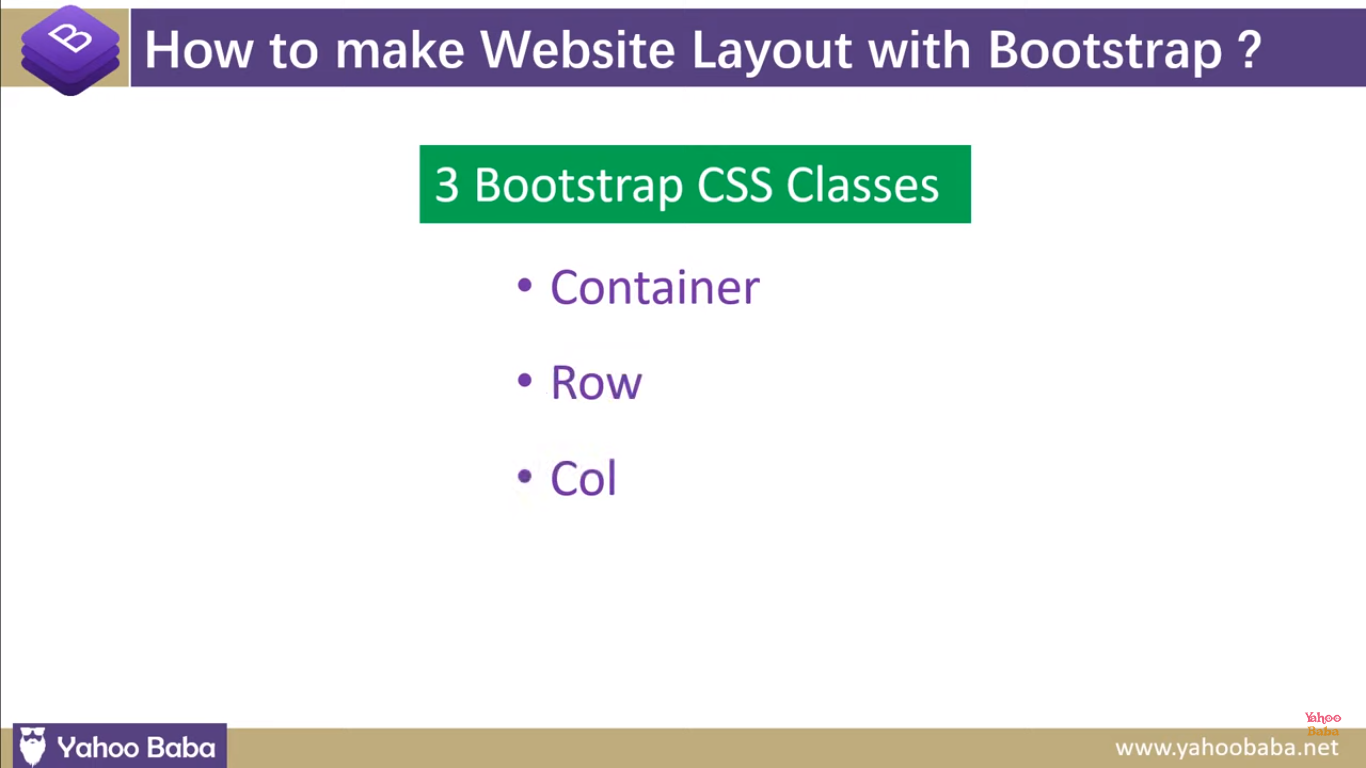 B
How to make Website Layout with Bootstrap ?
3 Bootstrap CSS Classes
• Container
• Row
• Col
Yahoo Baba
Yahoo
Baba
www.yahoobaba.net